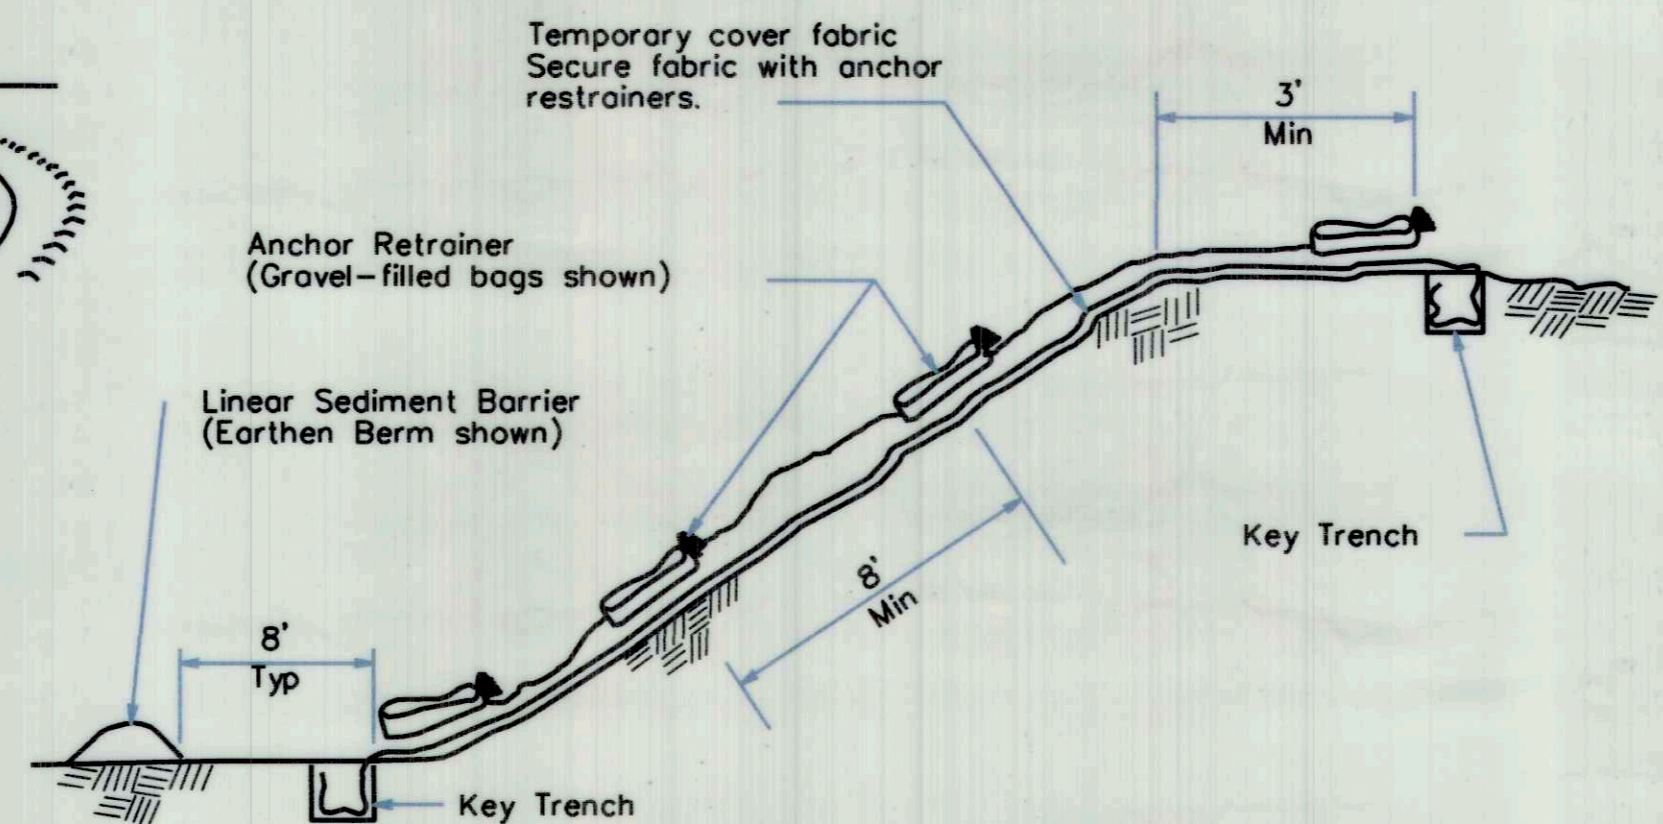 Temporary cover fabric
Secure fabric with anchor
restrainers.
3'
Min
Anchor Retrainer
(Gravel-filled bags shown)
Linear Sediment Barrier
(Earthen Berm shown)
Key Trench
8'
Min
8'
Typ
Key Trench